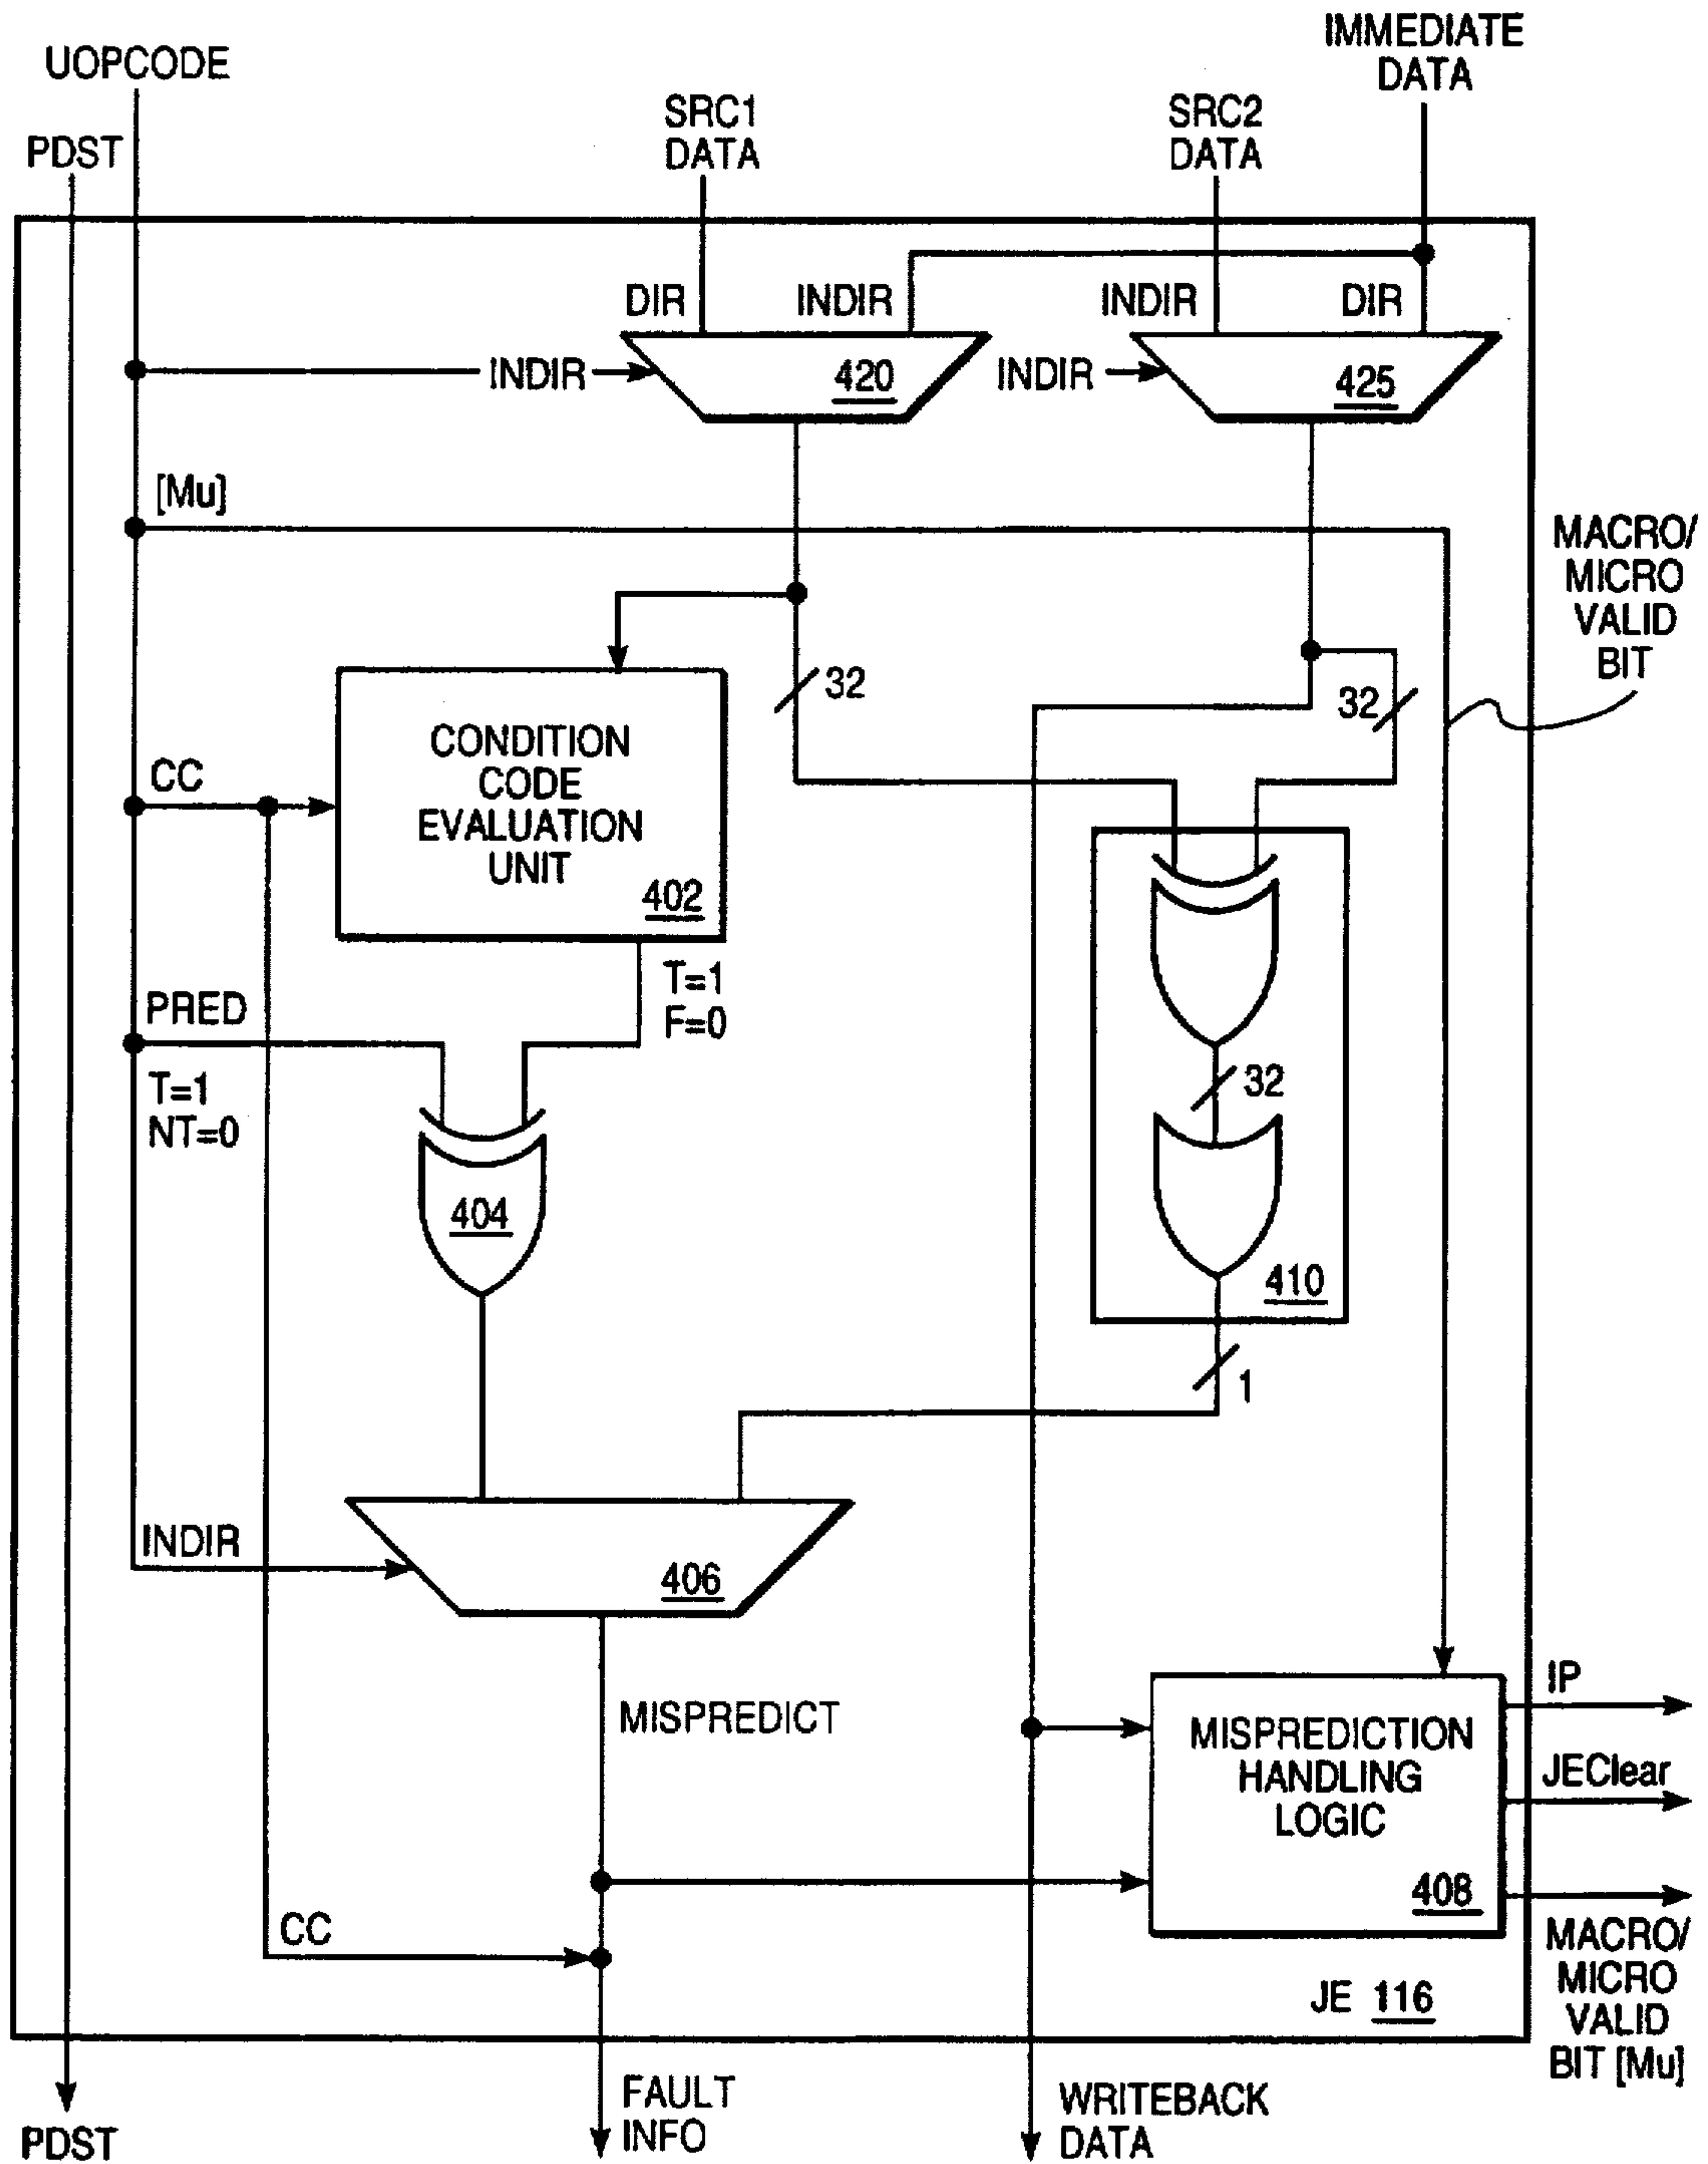 IMMEDIATE
DATA
UOPCODE
SRC1
DATA
SRC2
DATA
PDST
DIR
INDIR
INDIR
DIR
INDIR
420
INDIR
425
[Mu]
MACRO/
MICRO
VALID
BIT
32
32
CONDITION
CODE
EVALUATION
UNIT
402
CC
T=1
F=0
PRED
T=1
NT=0
32
404
410
1
INDIR
406
MISPREDICT
MISPREDICTION
HANDLING
LOGIC
408
IP
JEClear
MACRO/
MICRO
VALID
BIT [Mu]
CC
JE 116
FAULT
INFO
WRITEBACK
DATA
PDST